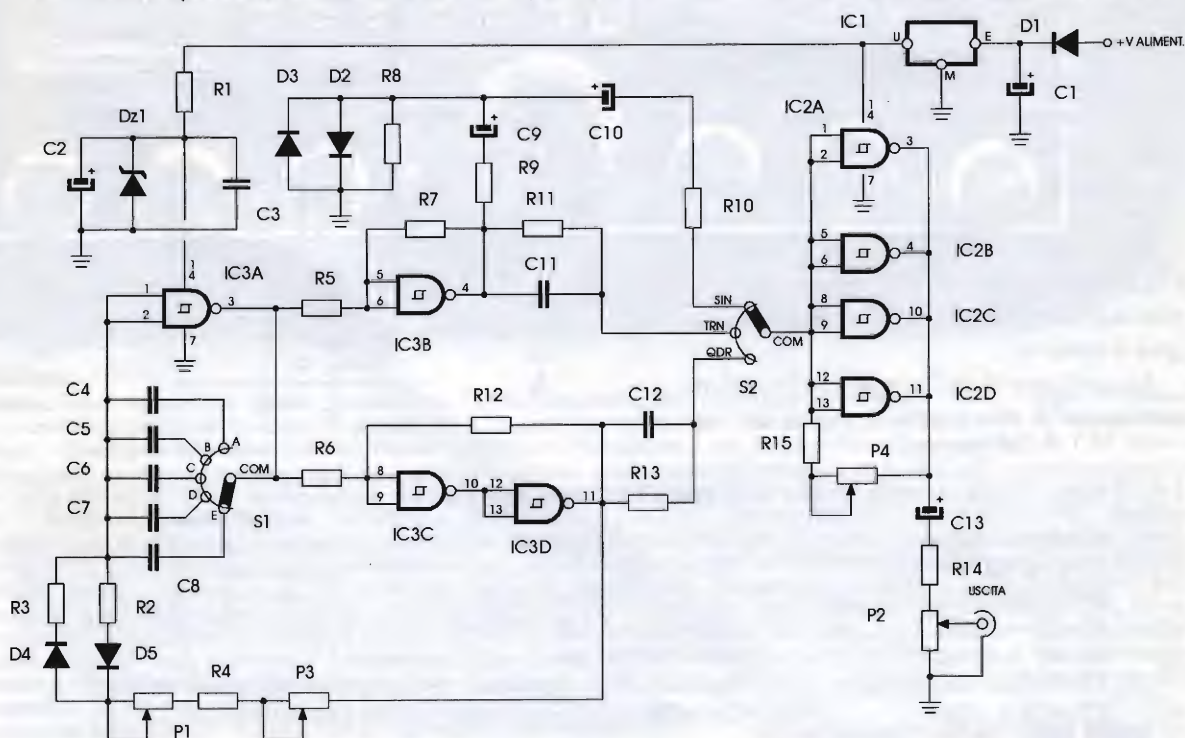 IC1
D1
U
E
+V ALIMENT.
M
C1
R1
D3
D2
R8
C10
C9
IC2A
1
4
1
2
3
7
Dz1
C2
C3
R9
R10
R7
R11
C11
5
6
4
IC2B
IC3A
1
4
1
2
3
7
R5
5
6
4
IC3B
SIN
TRN
QDR
COM
S2
8
9
10
IC2C
12
13
11
IC2D
C4
C5
C6
C7
C8
A
B
C
D
E
COM
S1
R12
C12
R6
8
9
10
12
13
11
R13
IC3C
IC3D
R15
P4
C13
R14
USCITA
P2
R3
R2
D4
D5
R4
P3
P1